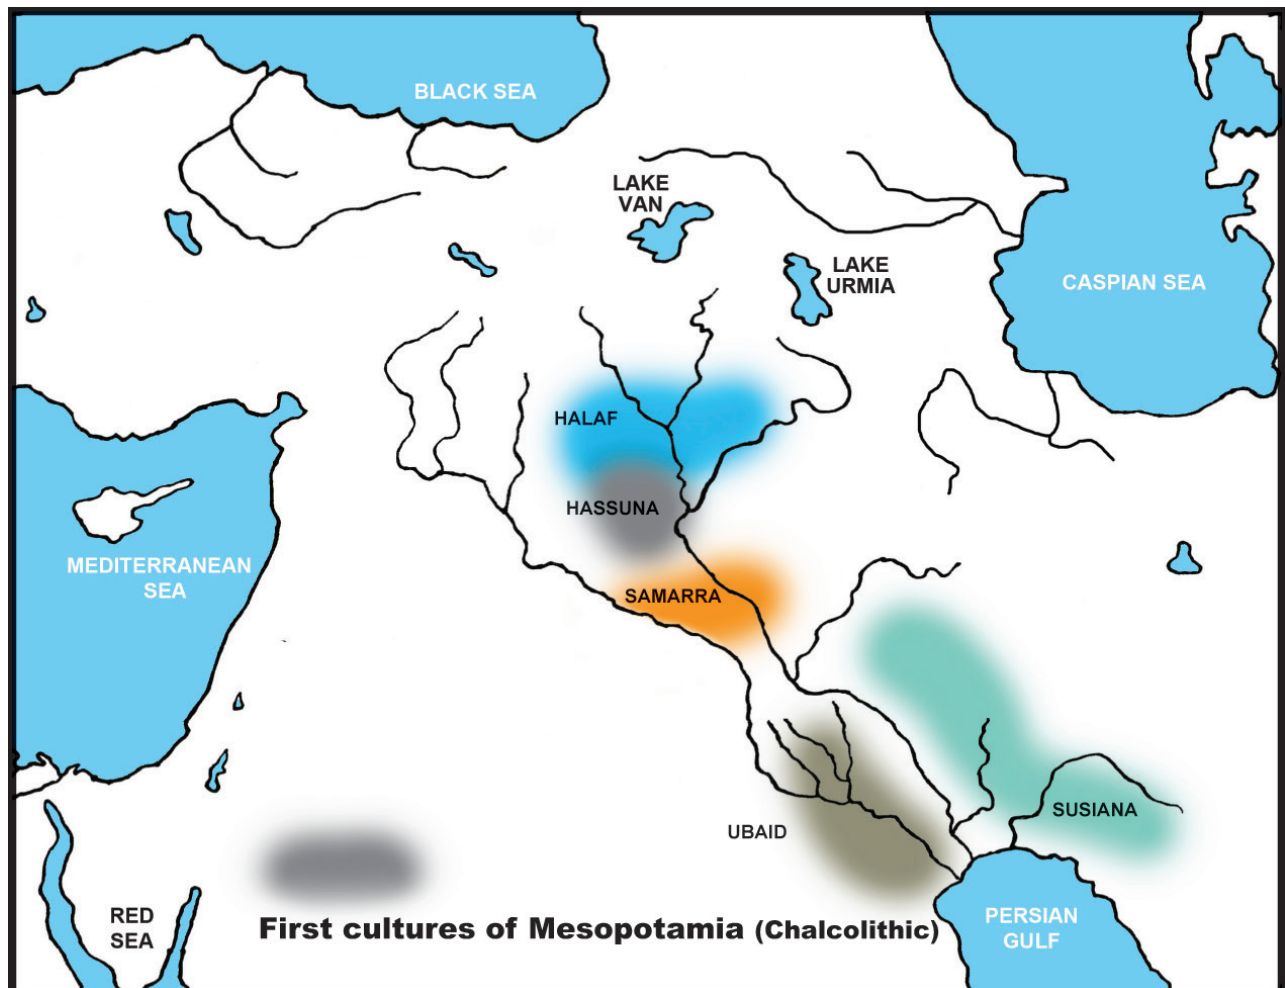 BLACK SEA
LAKE
VAN
LAKE
URMIA
CASPIAN SEA
HALAF
HASSUNA
MEDITERRANEAN
SEA
SAMARRA
SUSIANA
UBAID
RED
SEA
First cultures of Mesopotamia (Chalcolithic)
PERSIAN
GULF